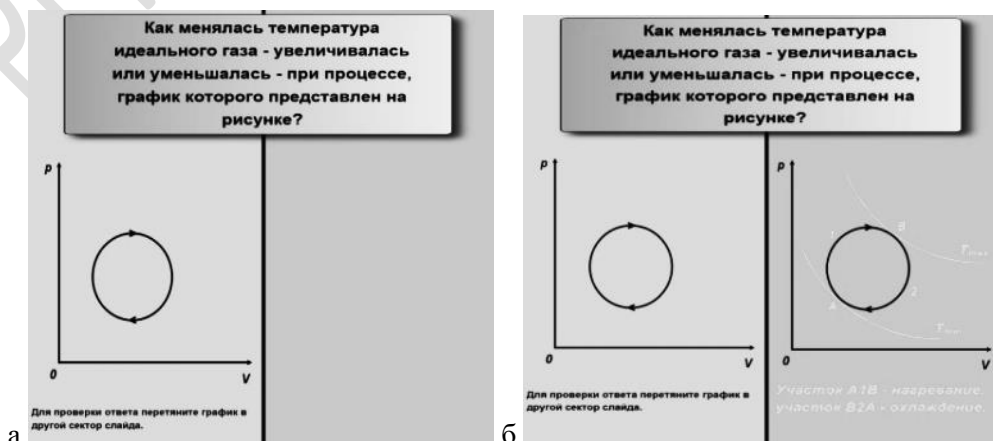 Как менялась температура
идеального газа - увеличивалась
или уменьшалась - при процессе,
график которого представлен на
рисунке?
p
0
V
Для проверки ответа перетяните график в
другой сектор слайда.
а
Как менялась температура
идеального газа - увеличивалась
или уменьшалась - при процессе,
график которого представлен на
рисунке?
p
0
V
Для проверки ответа перетяните график в
другой сектор слайда.
p
1
B
Tmax
2
A
Tmin
0
V
Участок A1B - нагревание,
участок B2A - охлаждение.
б